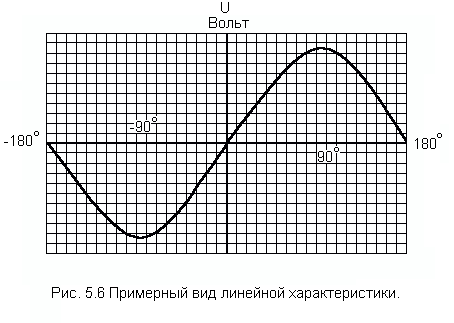 U
Вольт
-90°
-180°
180°
90°
Рис. 5.6 Примерный вид линейной характеристики.